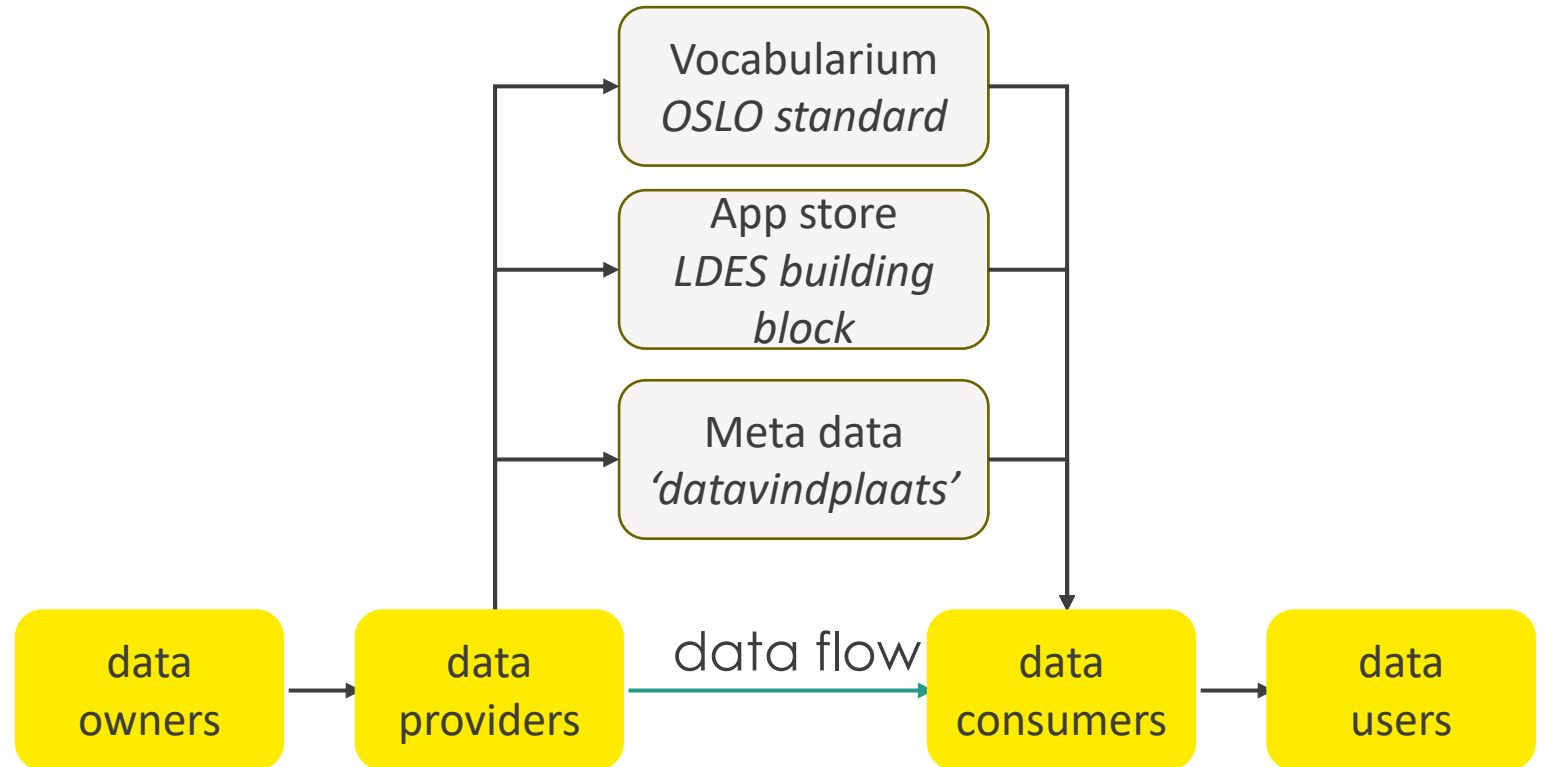 Vocabularium
OSLO standard
App store
LDES building
block
Meta data
‘datavindplaats’
data
owners
data
providers
data flow
data
consumers
data
users